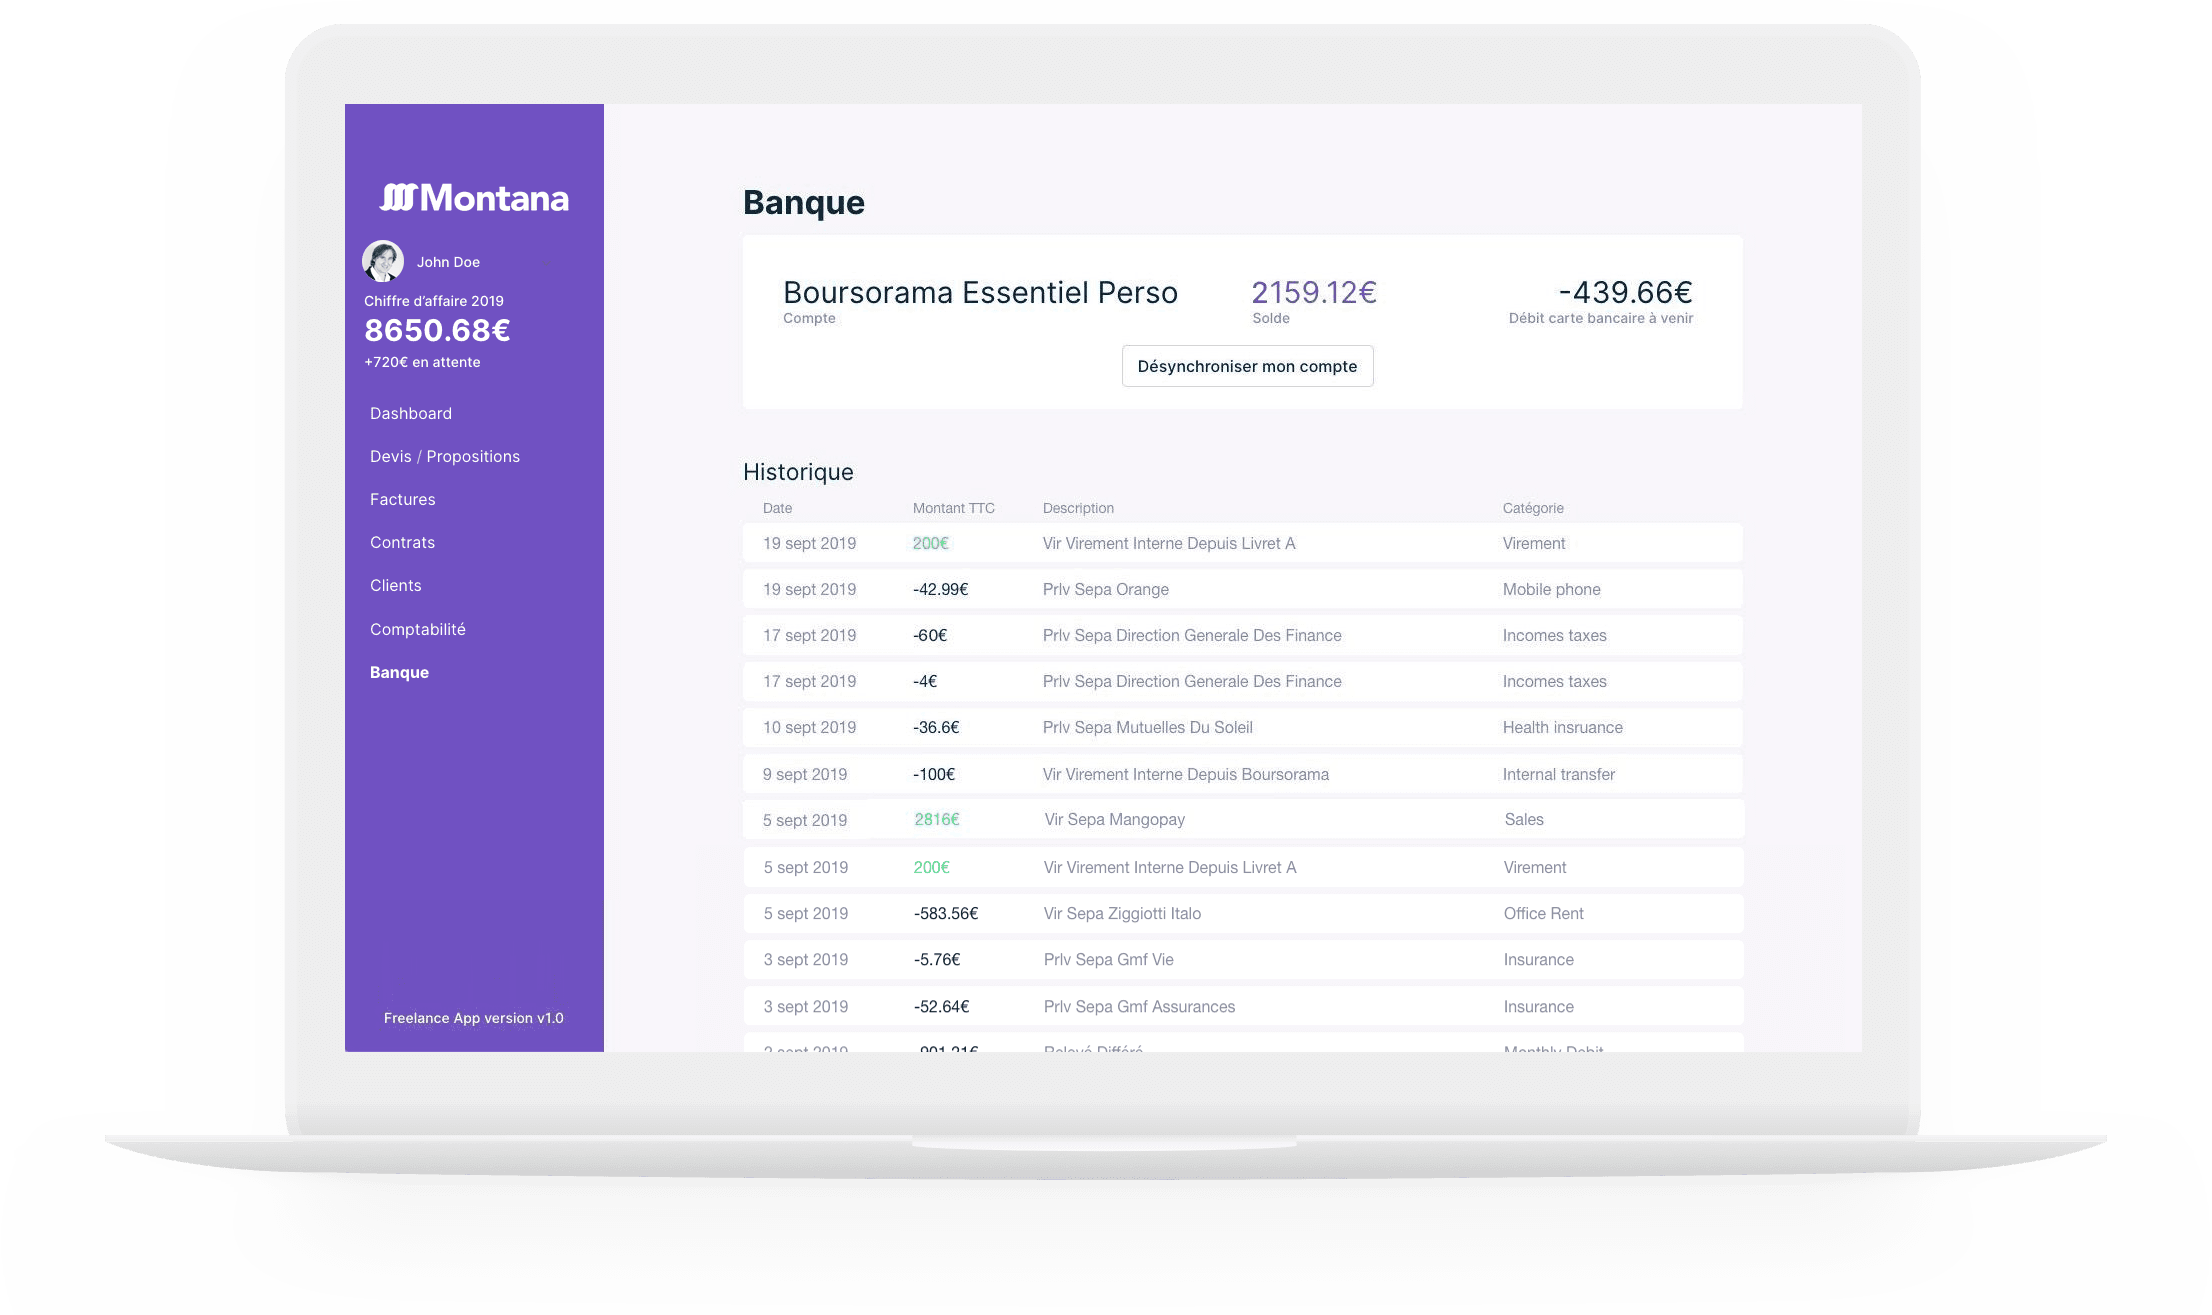 Montana
John Doe
Chiffre d'affaire 2019
8650.68€
+720€ en attente
Dashboard
Devis / Propositions
Factures
Contrats
Clients
Comptabilité
Banque
Freelance App version v1.0
Banque
Boursorama Essentiel Perso 2159.12€ -439.66€
Compte Solde Débit carte bancaire à venir
Désynchroniser mon compte
Historique
Date Montant TTC Description Catégorie
19 sept 2019 200€ Vir Virement Interne Depuis Livret A Virement
19 sept 2019 -42.99€ Prlv Sepa Orange Mobile phone
17 sept 2019 -60€ Prlv Sepa Direction Generale Des Finance Incomes taxes
17 sept 2019 -4€ Prlv Sepa Direction Generale Des Finance Incomes taxes
10 sept 2019 -36.6€ Prlv Sepa Mutuelles Du Soleil Health insruance
9 sept 2019 -100€ Vir Virement Interne Depuis Boursorama Internal transfer
5 sept 2019 2816€ Vir Sepa Mangopay Sales
5 sept 2019 200€ Vir Virement Interne Depuis Livret A Virement
5 sept 2019 -583.56€ Vir Sepa Ziggiotti Italo Office Rent
3 sept 2019 -5.76€ Prlv Sepa Gmf Vie Insurance
3 sept 2019 -52.64€ Prlv Sepa Gmf Assurances Insurance
sept 2019 Relevé Différé Monthly Debit